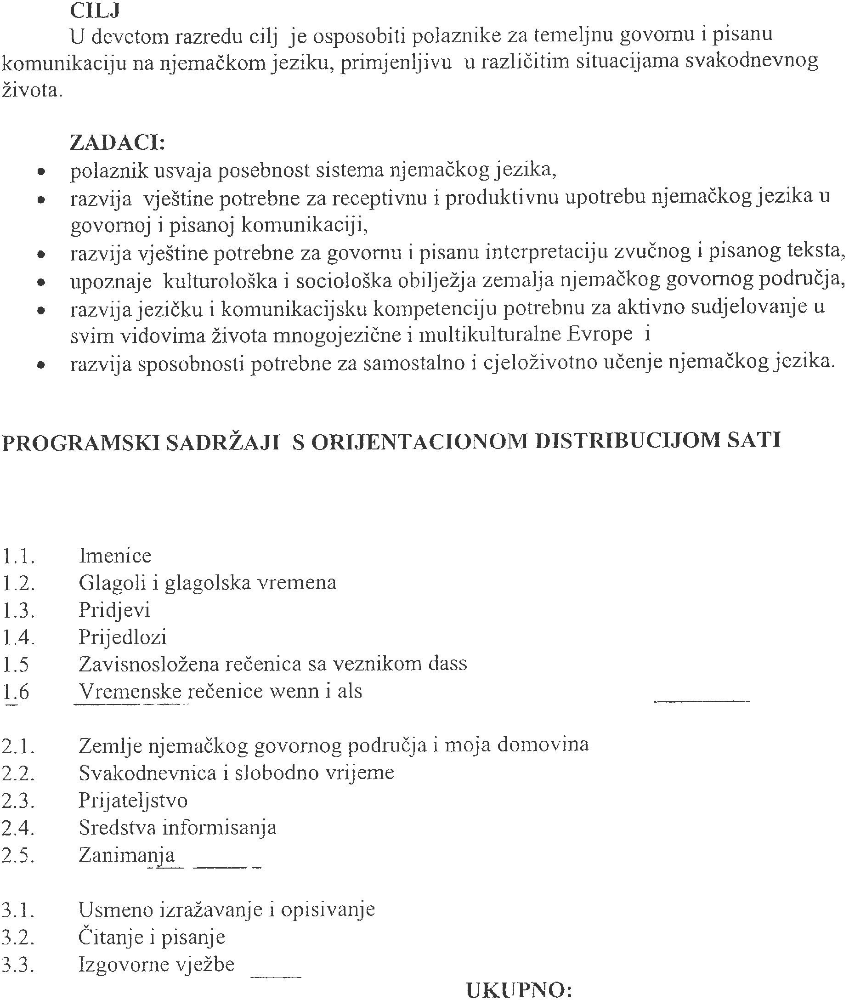 CILJ
U devetom razredu cilj je osposobiti polaznike za temeljnu govornu i pisanu
komunikaciju na njemačkom jeziku, primjenljivu u različitim situacijama svakodnevnog
života.
ZADACI:
• polaznik usvaja posebnost sistema njemačkog jezika,
• razvija vještine potrebne za receptivnu i produktivnu upotrebu njemačkog jezika u
govornoj i pisanoj komunikaciji,
• razvija vještine potrebne za govornu i pisanu interpretaciju zvučnog i pisanog teksta,
• upoznaje kulturološka i sociološka obilježja zemalja njemačkog govornog područja,
• razvija jezičku i komunikacijsku kompetenciju potrebnu za aktivno sudjelovanje u
svim vidovima života mnogojezične i multikulturalne Evrope i
• razvija sposobnosti potrebne za samostalno i cjeloživotno učenje njemačkog jezika.
PROGRAMSKI SADRŽAJI S ORIJENTACIONOM DISTRIBUCIJOM SATI
1.1. Imenice
1.2. Glagoli i glagolska vremena
1.3. Pridjevi
1.4. Prijedlozi
1.5 Zavisnosložena rečenica sa veznikom dass
1.6 Vremenske rečenice wenn i als
2.1. Zemlje njemačkog govornog područja i moja domovina
2.2. Svakodnevnica i slobodno vrijeme
2.3. Prijateljstvo
2.4. Sredstva informisanja
2.5. Zanimanja
3.1. Usmeno izražavanje i opisivanje
3.2. Čitanje i pisanje
3.3. Izgovorne vježbe
UKUPNO: